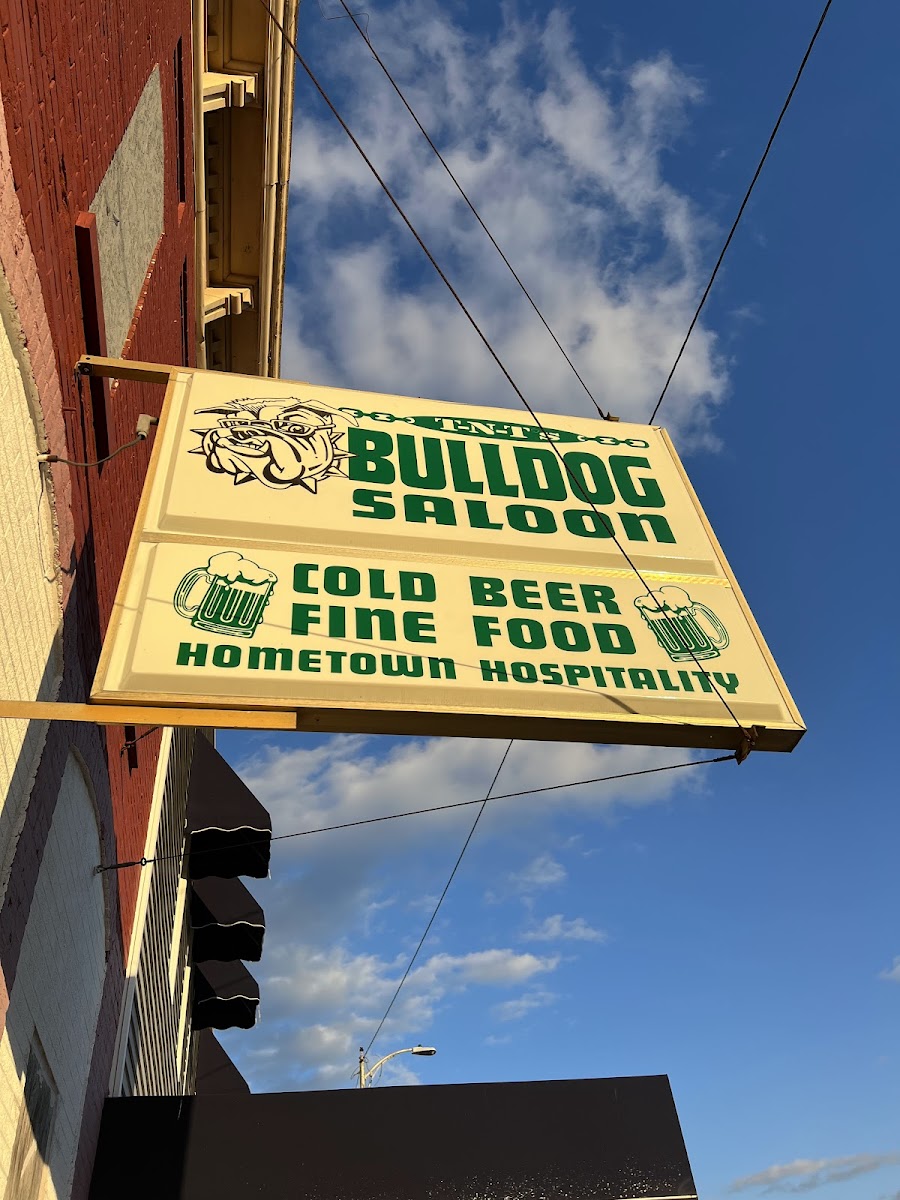 T-N-T's
BULLDOG
SALOON
COLD BEER
FINE FOOD
HOMETOWN HOSPITALITY